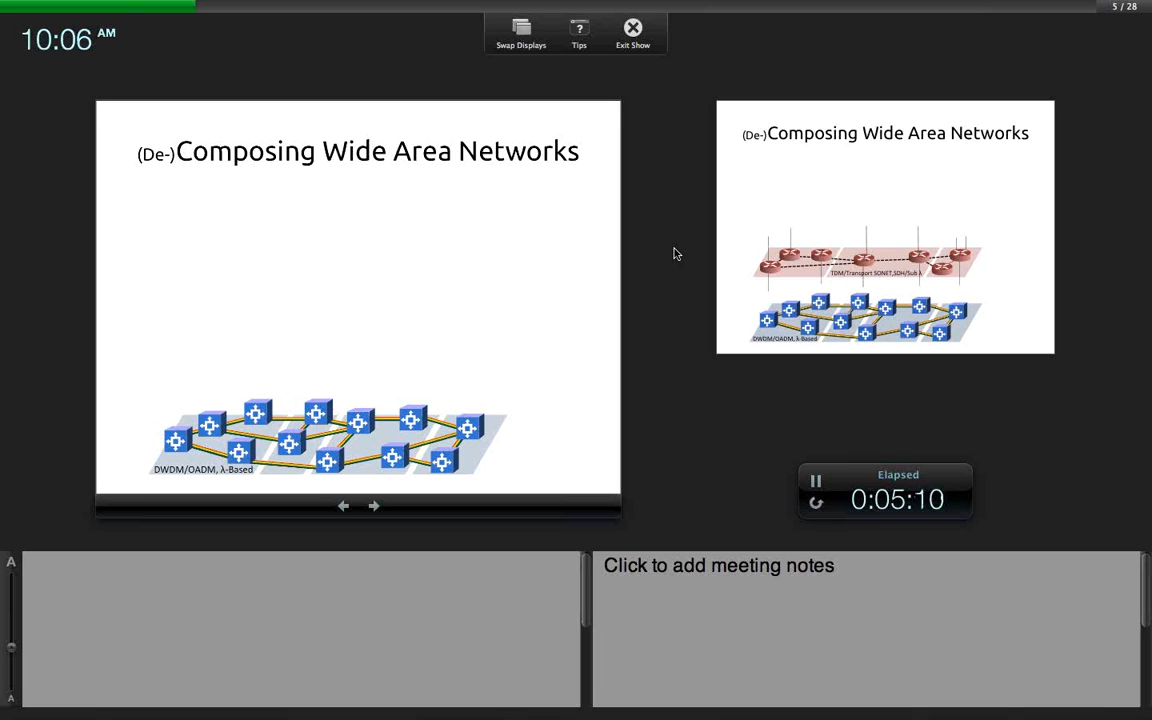 5 / 28
10:06 AM
Swap Displays
Tips
Exit Show
(De-)Composing Wide Area Networks
DWDM/OADM, λ-Based
(De-)Composing Wide Area Networks
TDM/Transport SONET,SDH/Sub λ
DWDM/OADM, λ-Based
Elapsed
0:05:10
A
A
Click to add meeting notes